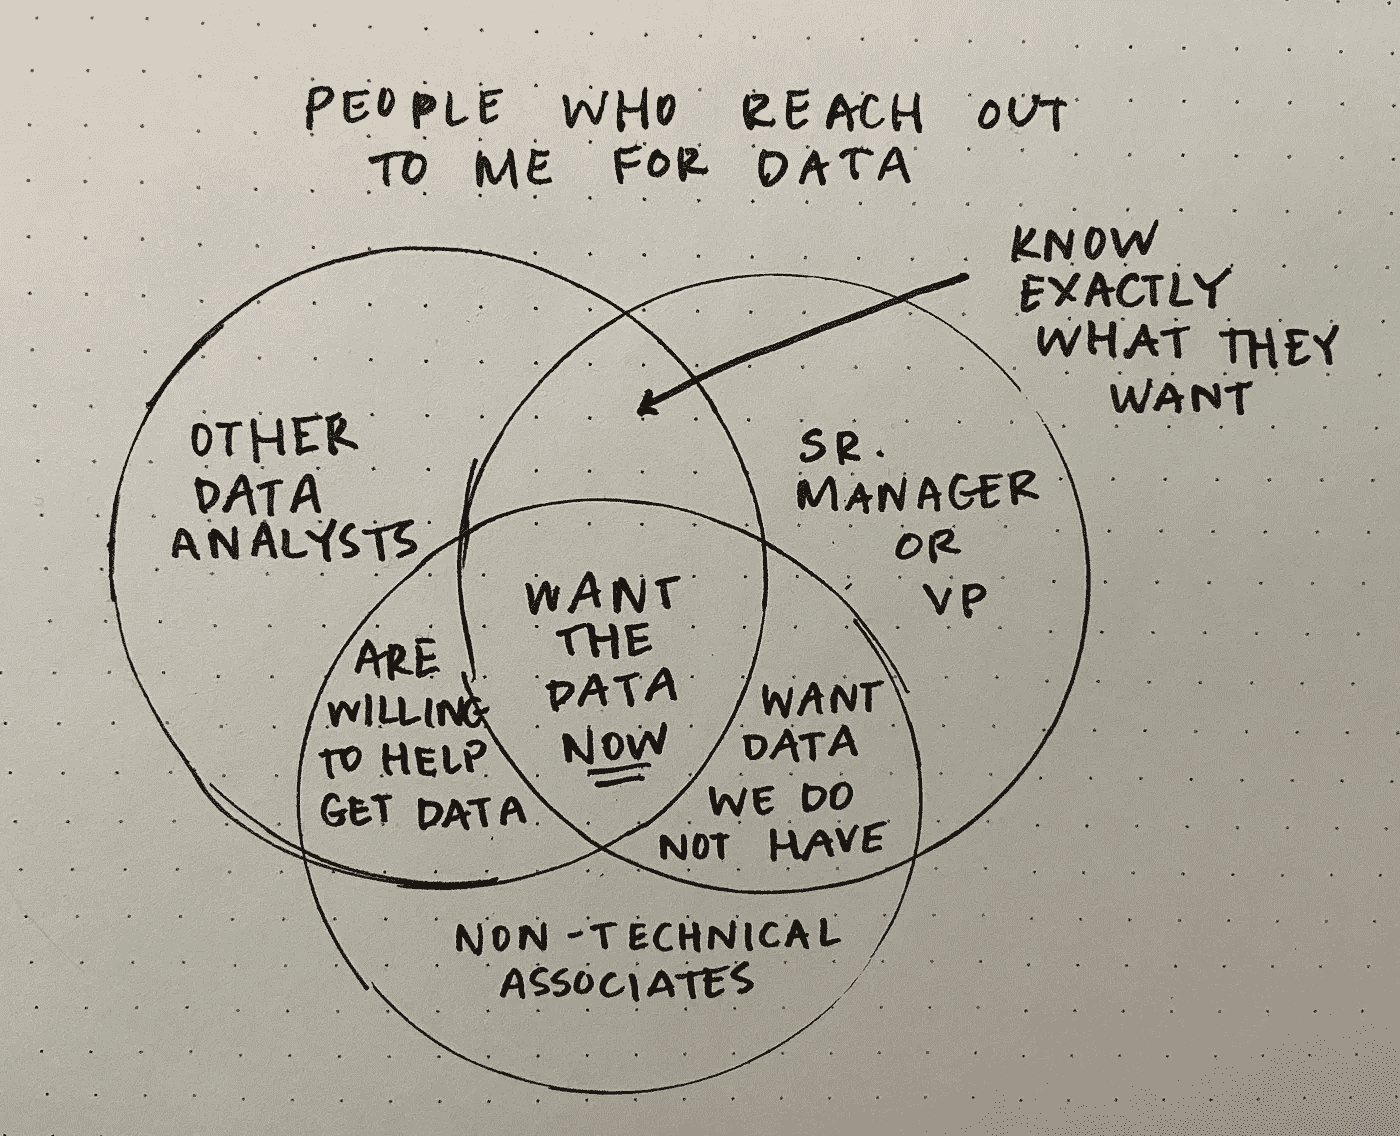 PEOPLE WHO REACH OUT
TO ME FOR DATA
KNOW
EXACTLY
WHAT THEY
WANT
OTHER
DATA
ANALYSTS
SR.
MANAGER
OR
VP
WANT
THE
DATA
NOW
ARE
WILLING
TO HELP
GET DATA
WANT
DATA
WE DO
NOT HAVE
NON-TECHNICAL
ASSOCIATES